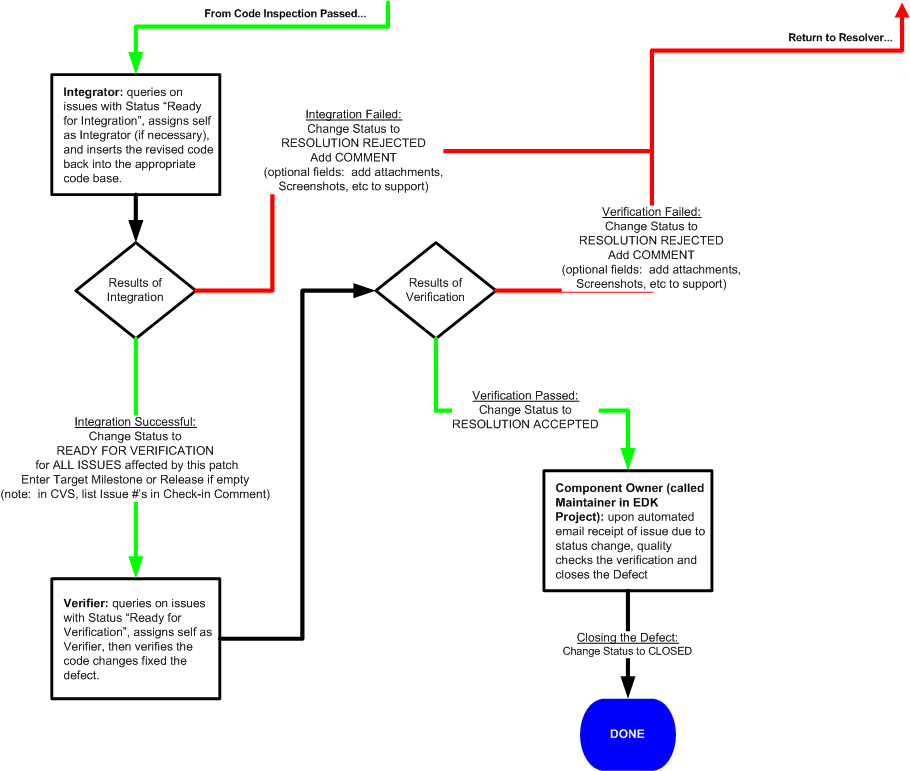 From Code Inspection Passed...
Return to Resolver...
Integrator: queries on
issues with Status “Ready
for Integration”, assigns self
as Integrator (if necessary),
and inserts the revised code
back into the appropriate
code base.
Integration Failed:
Change Status to
RESOLUTION REJECTED
Add COMMENT
(optional fields:  add attachments,
Screenshots, etc to support)
Verification Failed:
Change Status to
RESOLUTION REJECTED
Add COMMENT
(optional fields:  add attachments,
Screenshots, etc to support)
Results of
Integration
Results of
Verification
Integration Successful:
Change Status to
READY FOR VERIFICATION
for ALL ISSUES affected by this patch
Enter Target Milestone or Release if empty
(note:  in CVS, list Issue #'s in Check-in Comment)
Verification Passed:
Change Status to
RESOLUTION ACCEPTED
Component Owner (called
Maintainer in EDK
Project): upon automated
email receipt of issue due to
status change, quality
checks the verification and
closes the Defect
Verifier: queries on issues
with Status “Ready for
Verification”, assigns self as
Verifier, then verifies the
code changes fixed the
defect.
Closing the Defect:
Change Status to CLOSED
DONE